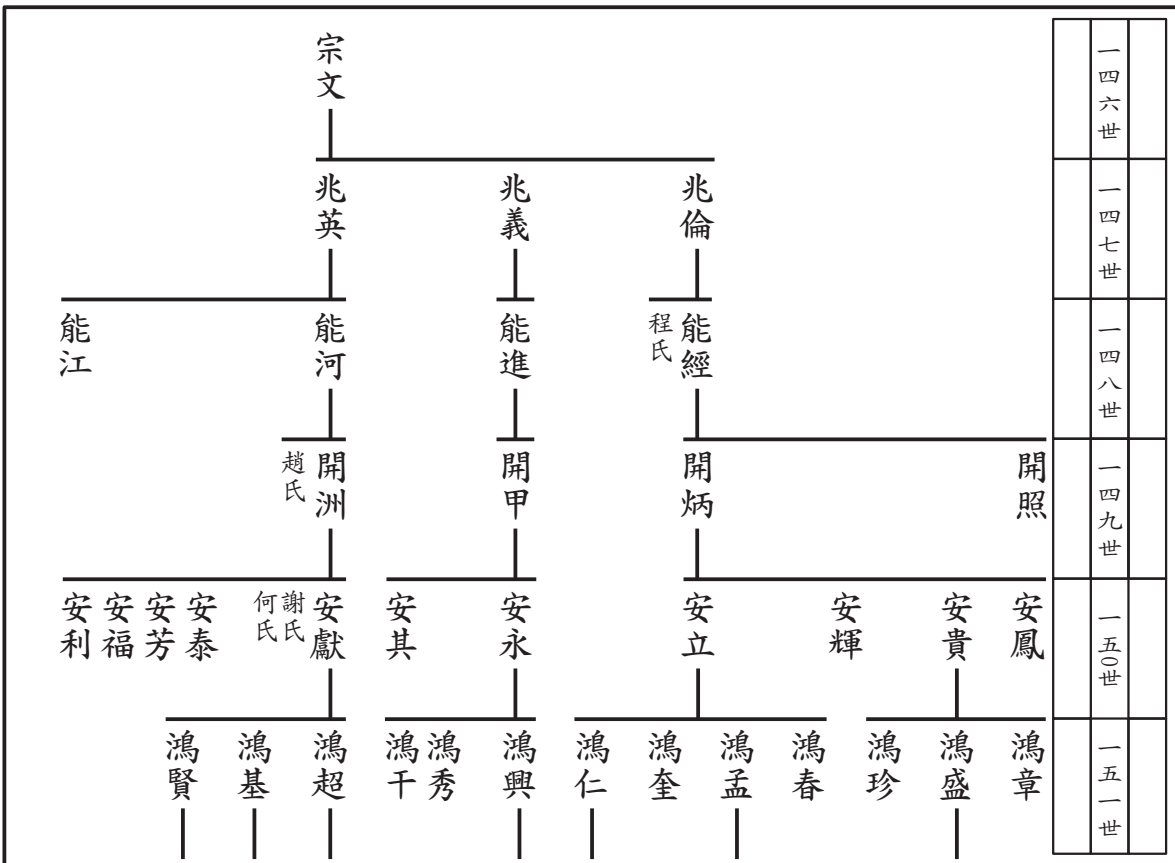 一四六世
宗文
一四七世
兆倫
兆義
兆英
一四八世
能經
程氏
能進
能河
能江
一四九世
開照
開炳
開甲
開洲
趙氏
一五〇世
安鳳
安貴
安輝
安立
安永
安其
安獻
謝氏
何氏
安泰
安芳
安福
安利
一五一世
鴻章
鴻盛
鴻珍
鴻春
鴻孟
鴻奎
鴻仁
鴻興
鴻秀
鴻干
鴻超
鴻基
鴻賢